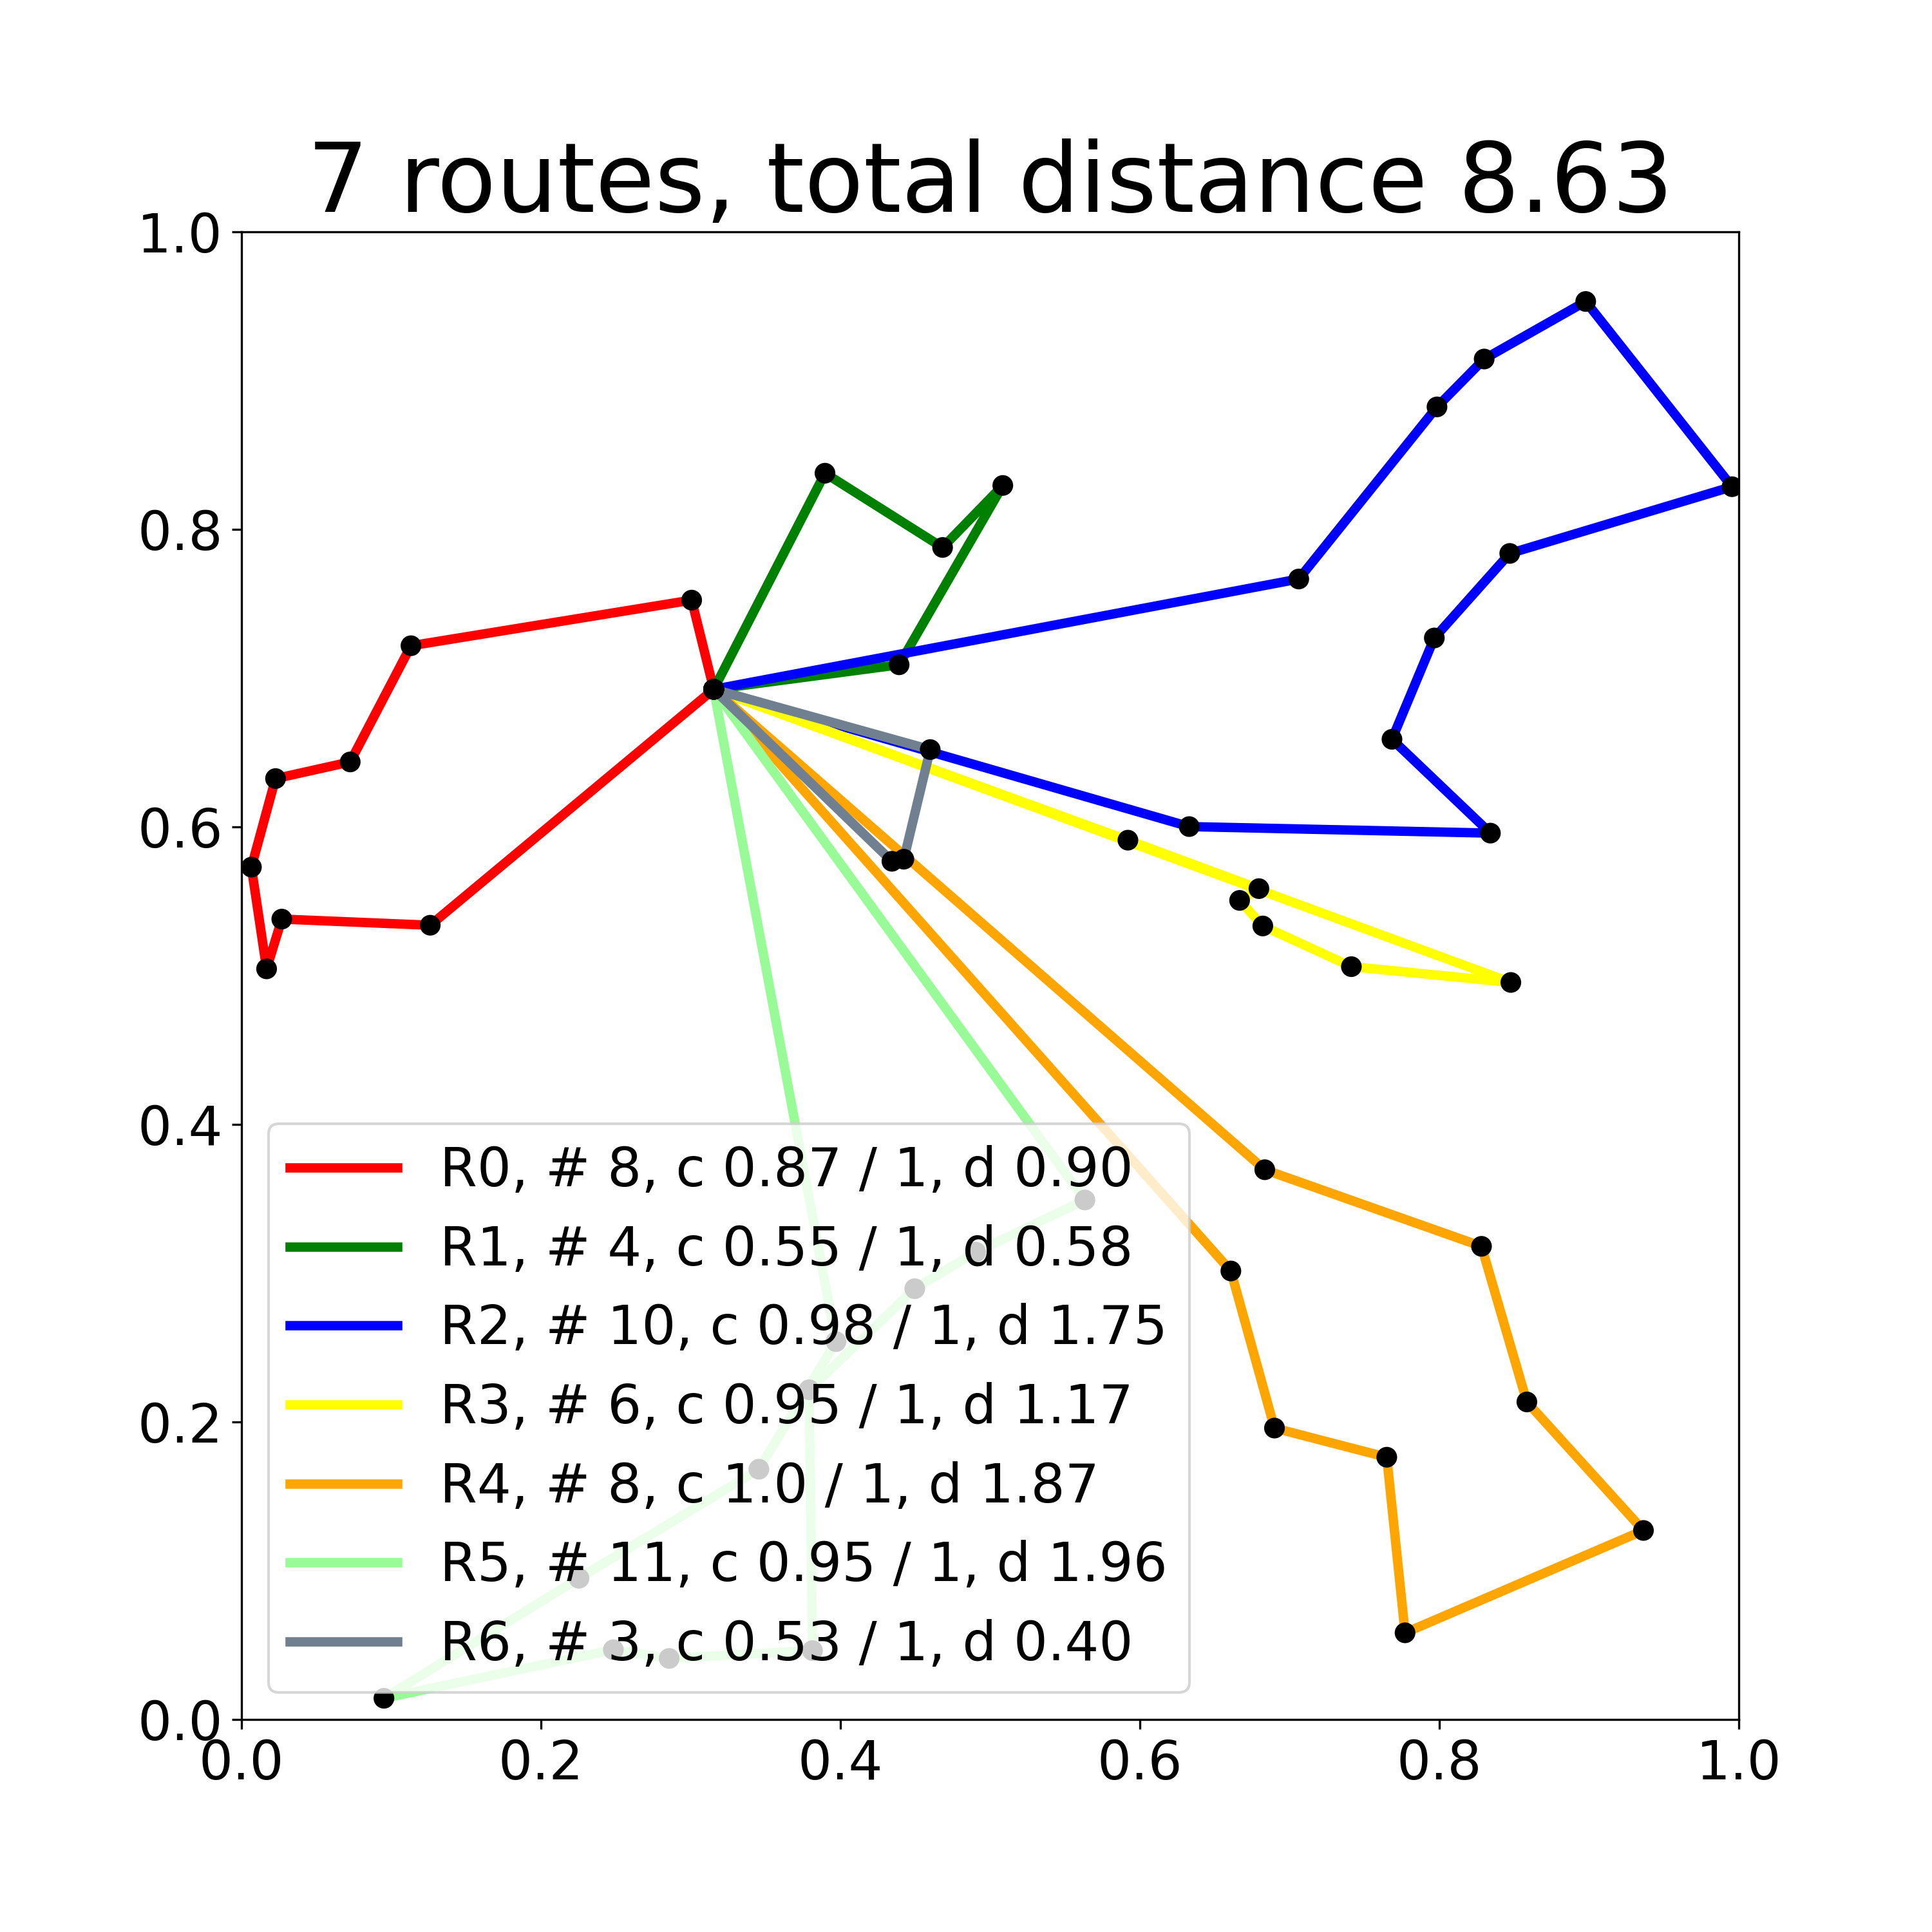 7 routes, total distance 8.63
1.0
0.8
0.6
0.4
0.2
0.0
R0, # 8, c 0.87 / 1, d 0.90
R1, # 4, c 0.55 / 1, d 0.58
R2, # 10, c 0.98 / 1, d 1.75
R3, # 6, c 0.95 / 1, d 1.17
R4, # 8, c 1.0 / 1, d 1.87
R5, # 11, c 0.95 / 1, d 1.96
R6, # 3, c 0.53 / 1, d 0.40
0.0 0.2 0.4 0.6 0.8 1.0